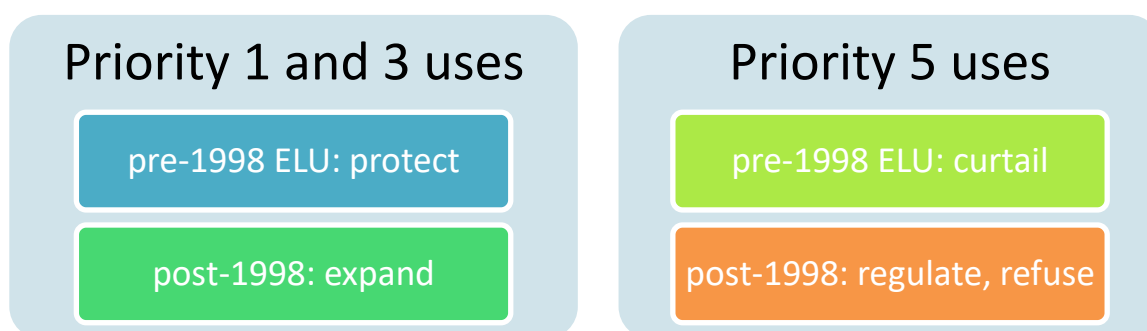 Priority 1 and 3 uses
pre-1998 ELU: protect
post-1998: expand
Priority 5 uses
pre-1998 ELU: curtail
post-1998: regulate, refuse